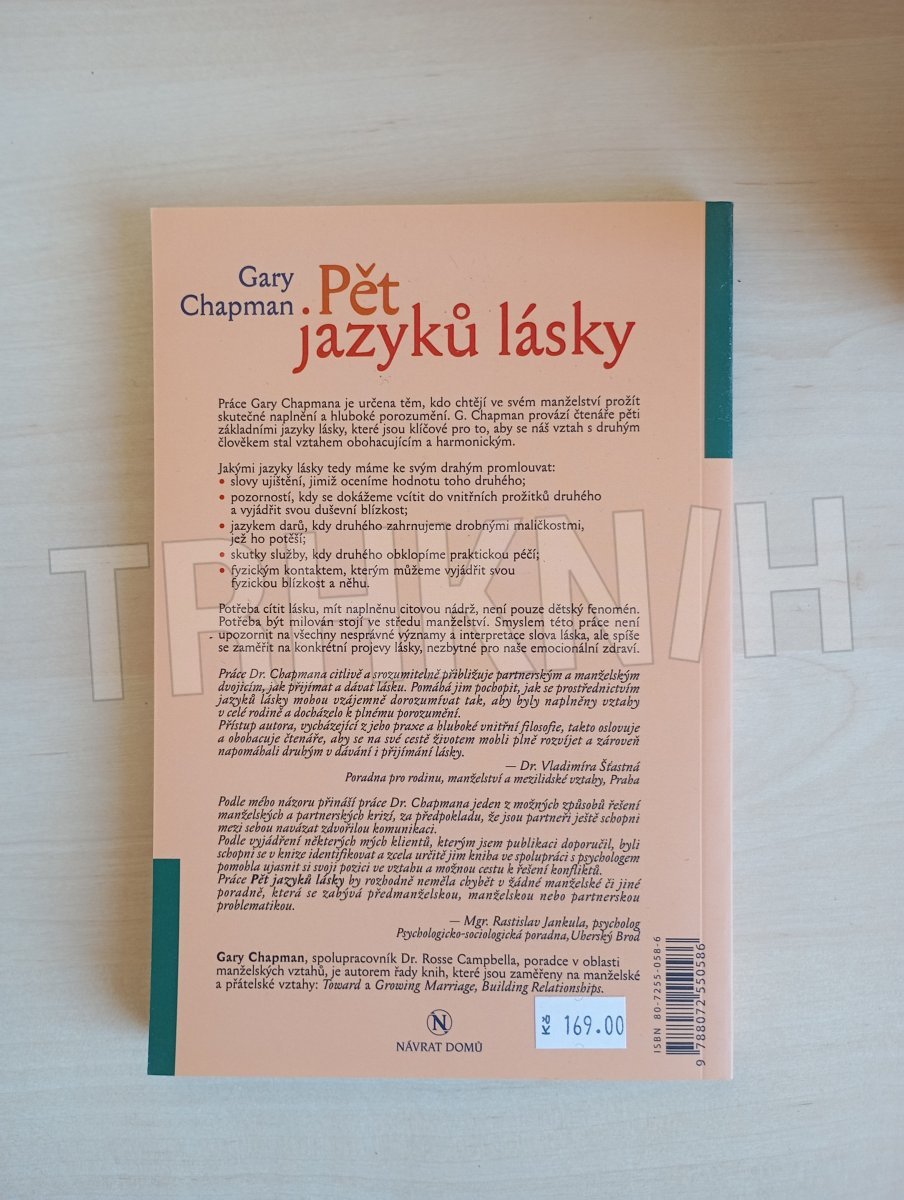 Gary
Chapman
Pět
jazyků lásky
Práce Gary Chapmana je určena těm, kdo chtějí ve svém manželství prožít
skutečné naplnění a hluboké porozumění. G. Chapman provází čtenáře pěti
základními jazyky lásky, které jsou klíčové pro to, aby se náš vztah s druhým
člověkem stal vztahem obohacujícím a harmonickým.
Jakými jazyky lásky tedy máme ke svým drahým promlouvat:
• slovy ujištění, jimiž oceníme hodnotu toho druhého;
• pozorností, kdy se dokážeme vcítit do vnitřních prožitků druhého
a vyjádřit svou duševní blízkost;
• jazykem darů, kdy druhého zahrnujeme drobnými maličkostmi,
jež ho potěší;
• skutky služby, kdy druhého obklopíme praktickou péčí;
• fyzickým kontaktem, kterým můžeme vyjádřit svou
fyzickou blízkost a něhu.
Potřeba cítit lásku, mít naplněnu citovou nádrž, není pouze dětský fenomén.
Potřeba být milován stojí ve středu manželství. Smyslem této práce není
upozornit na všechny nesprávné významy a interpretace slova láska, ale spíše
se zaměřit na konkrétní projevy lásky, nezbytné pro naše emocionální zdraví.
Práce Dr. Chapmana citlivě a srozumitelně přibližuje partnerským a manželským
dvojicím, jak přijímat a dávat lásku. Pomáhá jim pochopit, jak se prostřednictvím
jazyků lásky mohou vzájemně dorozumívat tak, aby byly naplněny vztahy
v celé rodině a docházelo k plnému porozumění.
Přístup autora, vycházející z jeho praxe a hluboké vnitřní filosofie, takto oslovuje
a obohacuje čtenáře, aby se na své cestě životem mohli plně rozvíjet a zároveň
napomáhali druhým v dávání i přijímání lásky.
— Dr. Vladimíra Šťastná
Poradna pro rodinu, manželství a mezilidské vztahy, Praha
Podle mého názoru přináší práce Dr. Chapmana jeden z možných způsobů řešení
manželských a partnerských krizí, za předpokladu, že jsou partneři ještě schopni
mezi sebou navázat zdvořilou komunikaci.
Podle vyjádření některých mých klientů, kterým jsem publikaci doporučil, byli
schopni se v knize identifikovat a zcela určitě jim kniha ve spolupráci s psychologem
pomohla ujasnit si svoji pozici ve vztahu a možnou cestu k řešení konfliktů.
Práce Pět jazyků lásky by rozhodně neměla chybět v žádné manželské či jiné
poradně, která se zabývá předmanželskou, manželskou nebo partnerskou
problematikou.
— Mgr. Rastislav Jankula, psycholog
Psychologicko-sociologická poradna, Uherský Brod
Gary Chapman, spolupracovník Dr. Rosse Campbella, poradce v oblasti
manželských vztahů, je autorem řady knih, které jsou zaměřeny na manželské
a přátelské vztahy: Toward a Growing Marriage, Building Relationships.
N
NÁVRAT DOMŮ
Kč 169.00
ISBN 80-7255-058-6
9 788072 550586
TRHKNIH